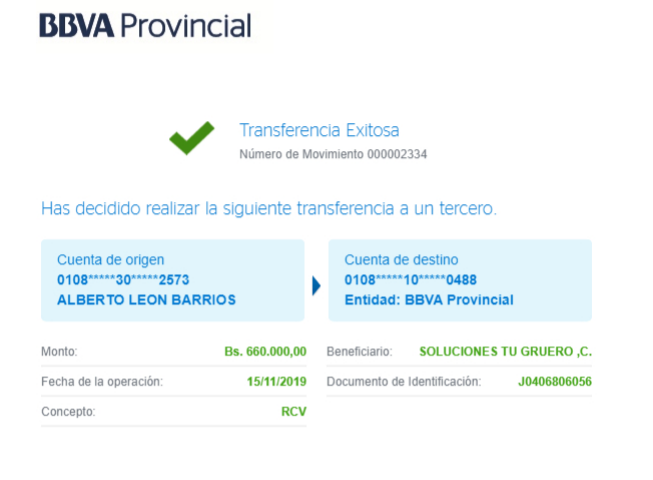 BBVA Provincial
Transferencia Exitosa
Número de Movimiento 000002334
Has decidido realizar la siguiente transferencia a un tercero.
Cuenta de origen
0108*****30*****2573
ALBERTO LEON BARRIOS
Cuenta de destino
0108*****10*****0488
Entidad: BBVA Provincial
Monto: Bs. 660.000,00
Fecha de la operación: 15/11/2019
Concepto: RCV
Beneficiario: SOLUCIONES TU GRUERO ,C.
Documento de Identificación: J0406806056